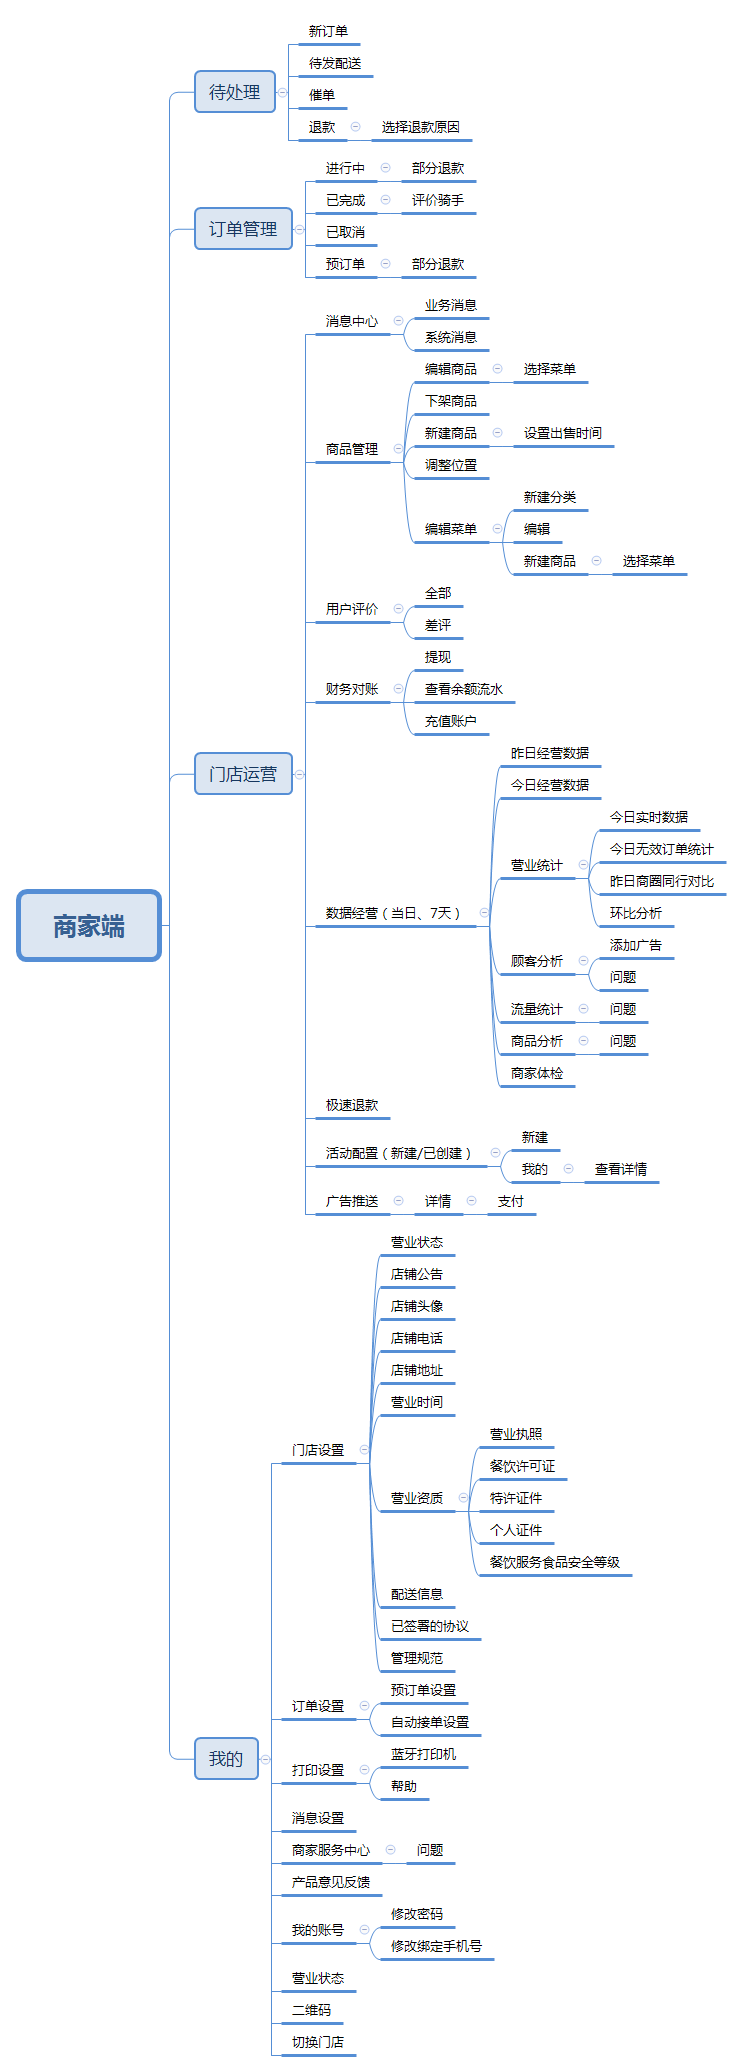 商家端
待处理
新订单
待发配送
催单
退款
选择退款原因
订单管理
进行中
部分退款
已完成
评价骑手
已取消
预订单
部分退款
门店运营
消息中心
业务消息
系统消息
商品管理
编辑商品
选择菜单
下架商品
新建商品
设置出售时间
调整位置
编辑菜单
新建分类
编辑
新建商品
选择菜单
用户评价
全部
差评
财务对账
提现
查看余额流水
充值账户
数据经营（当日、7天）
昨日经营数据
今日经营数据
营业统计
今日实时数据
今日无效订单统计
昨日商圈同行对比
环比分析
顾客分析
添加广告
问题
流量统计
问题
商品分析
问题
商家体检
极速退款
活动配置（新建/已创建）
新建
我的
查看详情
广告推送
详情
支付
我的
门店设置
营业状态
店铺公告
店铺头像
店铺电话
店铺地址
营业时间
营业资质
营业执照
餐饮许可证
特许证件
个人证件
餐饮服务食品安全等级
配送信息
已签署的协议
管理规范
订单设置
预订单设置
自动接单设置
打印设置
蓝牙打印机
帮助
消息设置
商家服务中心
问题
产品意见反馈
我的账号
修改密码
修改绑定手机号
营业状态
二维码
切换门店